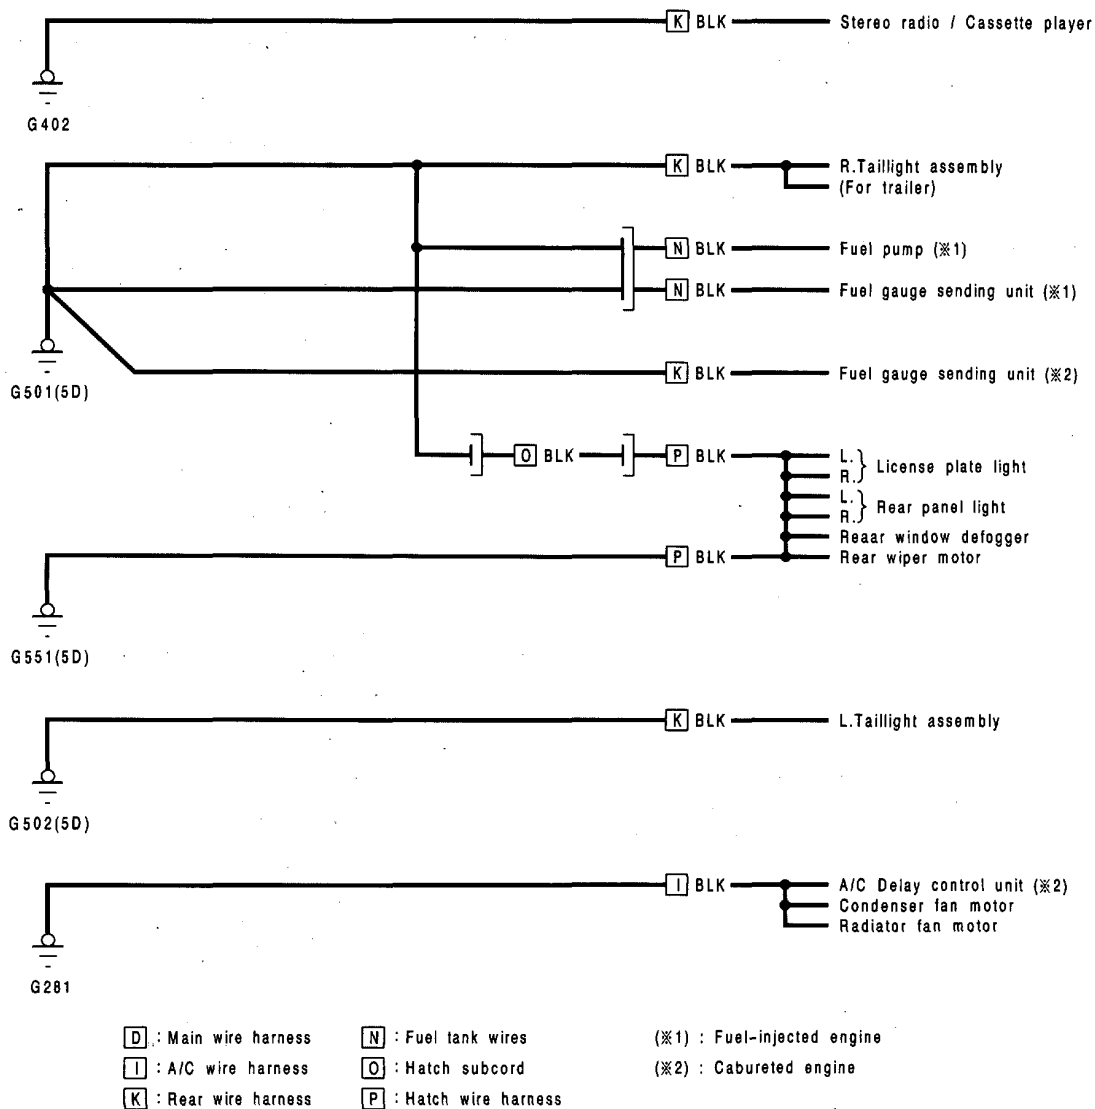 K BLK Stereo radio / Cassette player
G402
K BLK R.Taillight assembly
(For trailer)
N BLK Fuel pump (※1)
N BLK Fuel gauge sending unit (※1)
G501(5D)
K BLK Fuel gauge sending unit (※2)
O BLK P BLK L.} License plate light
R.
L.} Rear panel light
R.
Reaar window defogger
P BLK Rear wiper motor
G551(5D)
K BLK L.Taillight assembly
G502(5D)
I BLK A/C Delay control unit (※2)
Condenser fan motor
Radiator fan motor
G281
D : Main wire harness N : Fuel tank wires (※1) : Fuel-injected engine
I : A/C wire harness O : Hatch subcord (※2) : Cabureted engine
K : Rear wire harness P : Hatch wire harness